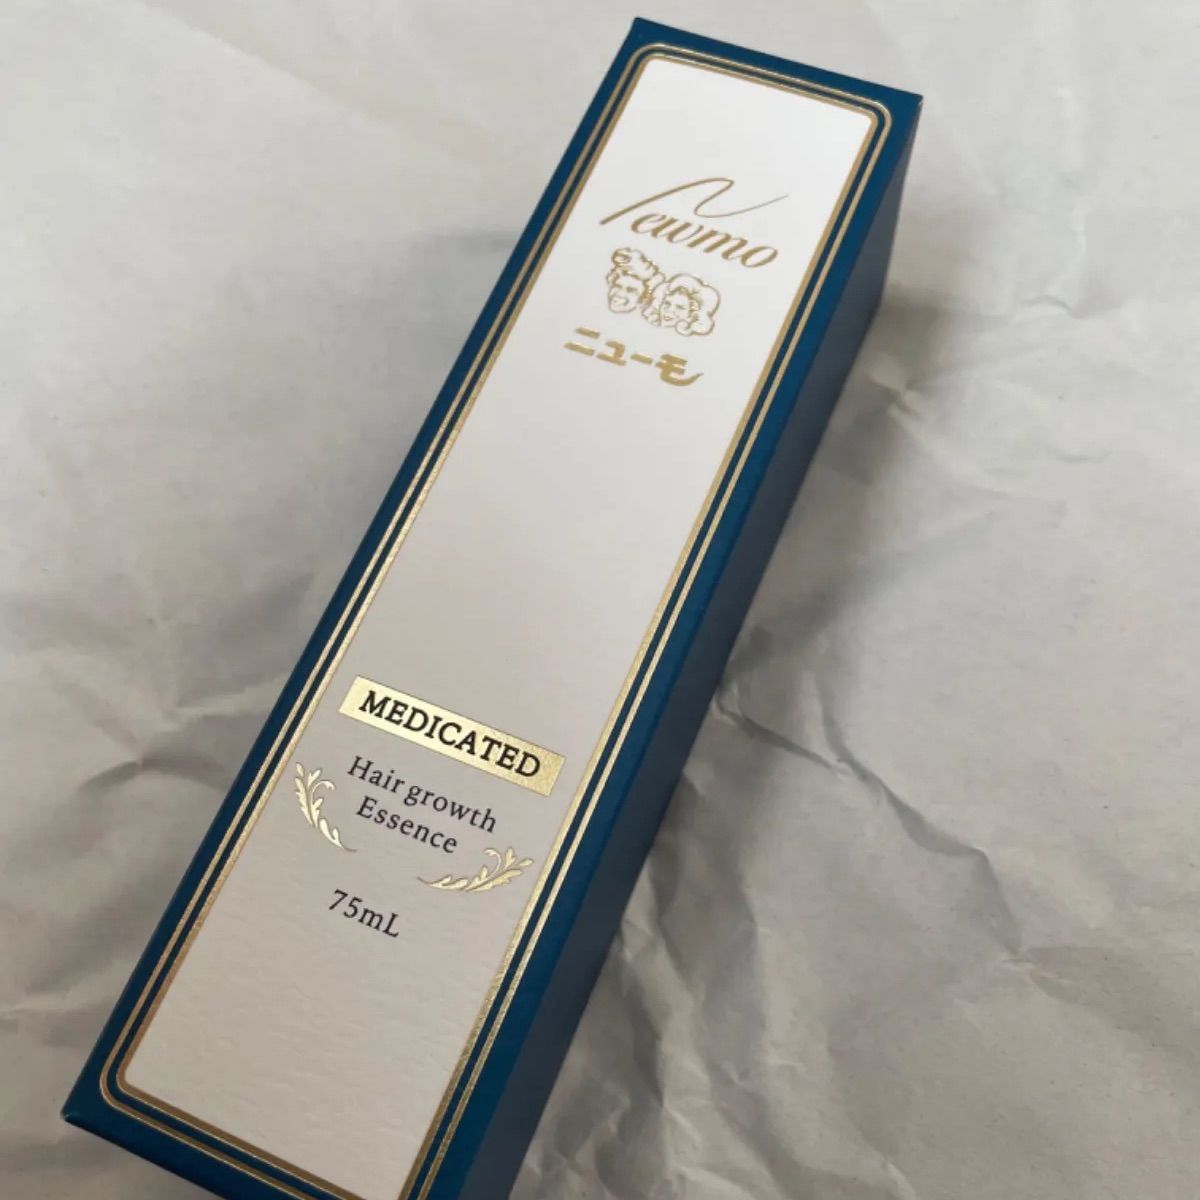 Newmo
ニューモ
MEDICATED
Hair growth
Essence
75mL